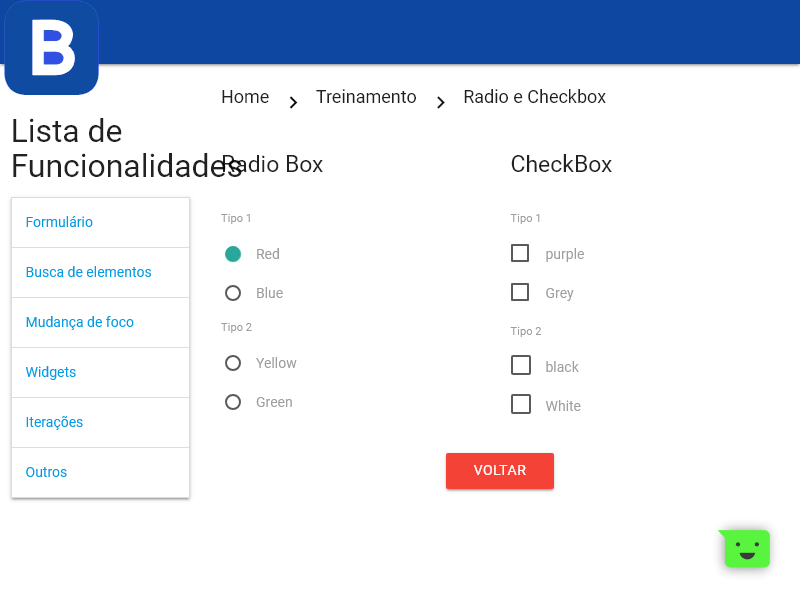 B
Home
Treinamento
Radio e Checkbox
Lista de
Funcionalidades
Formulário
Busca de elementos
Mudança de foco
Widgets
Iterações
Outros
Radio Box
Tipo 1
Red
Blue
Tipo 2
Yellow
Green
CheckBox
Tipo 1
purple
Grey
Tipo 2
black
White
VOLTAR